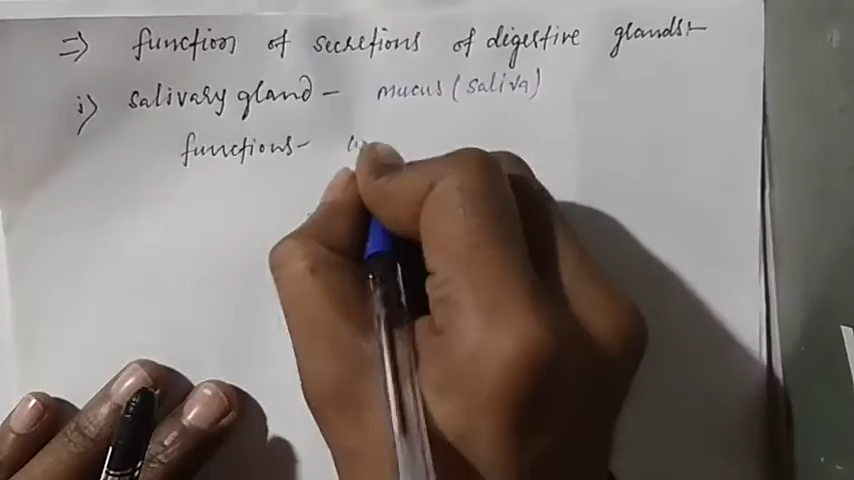 ⇒ function of secretions of digestive glands:-
i) salivary gland - mucus (saliva)
functions -